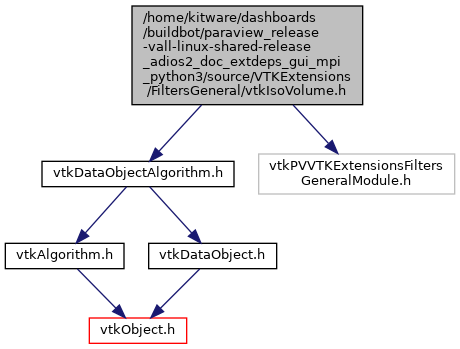 /home/kitware/dashboards
/buildbot/paraview_release
-vall-linux-shared-release
_adios2_doc_extdeps_gui_mpi
_python3/source/VTKExtensions
/FiltersGeneral/vtkIsoVolume.h
vtkDataObjectAlgorithm.h
vtkPVVTKExtensionsFilters
GeneralModule.h
vtkAlgorithm.h
vtkDataObject.h
vtkObject.h